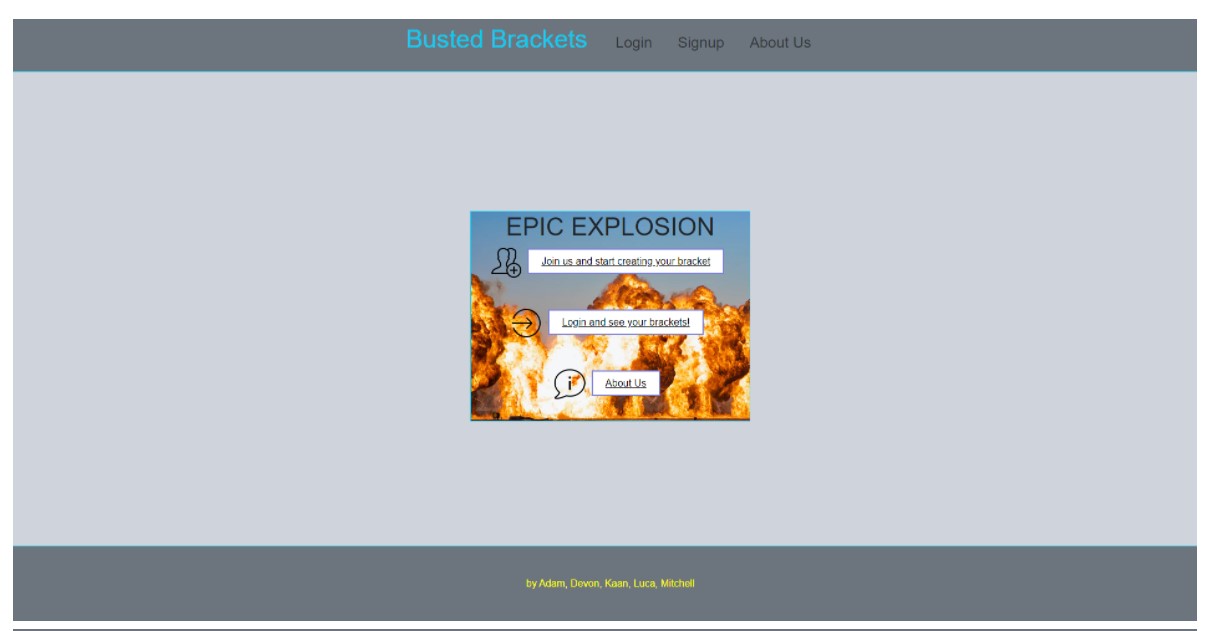 Busted Brackets Login Signup About Us
EPIC EXPLOSION
Join us and start creating your bracket
Login and see your brackets!
i About Us
by Adam, Devon, Kaan, Luca, Mitchell